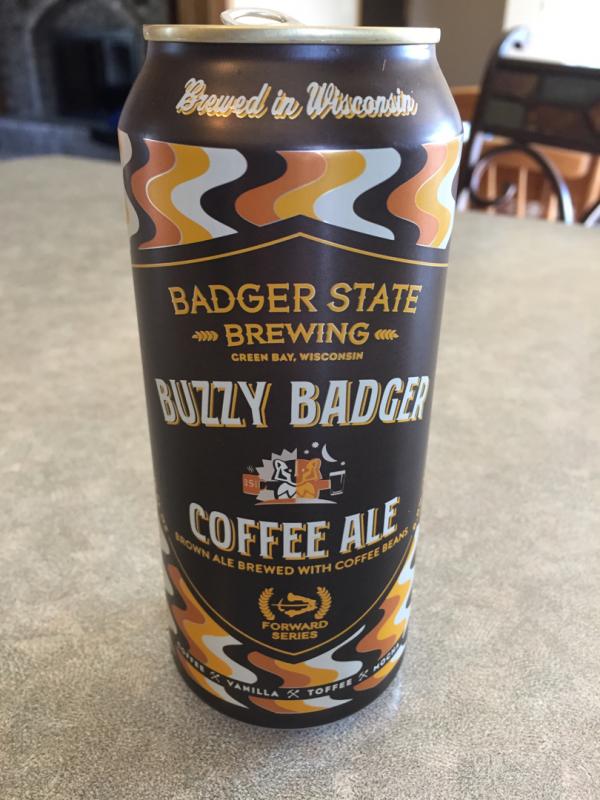 Brewed in Wisconsin
BADGER STATE
BREWING
GREEN BAY, WISCONSIN
BUZZY BADGER
COFFEE ALE
BROWN ALE BREWED WITH COFFEE BEANS
FORWARD
SERIES
COFFEE VANILLA TOFFEE MOCHA